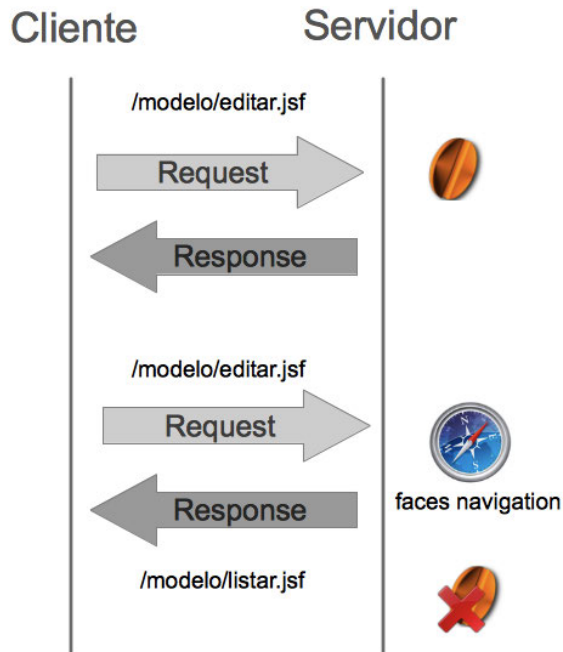 Cliente
Servidor
/modelo/editar.jsf
Request
Response
/modelo/editar.jsf
Request
Response
faces navigation
/modelo/listar.jsf